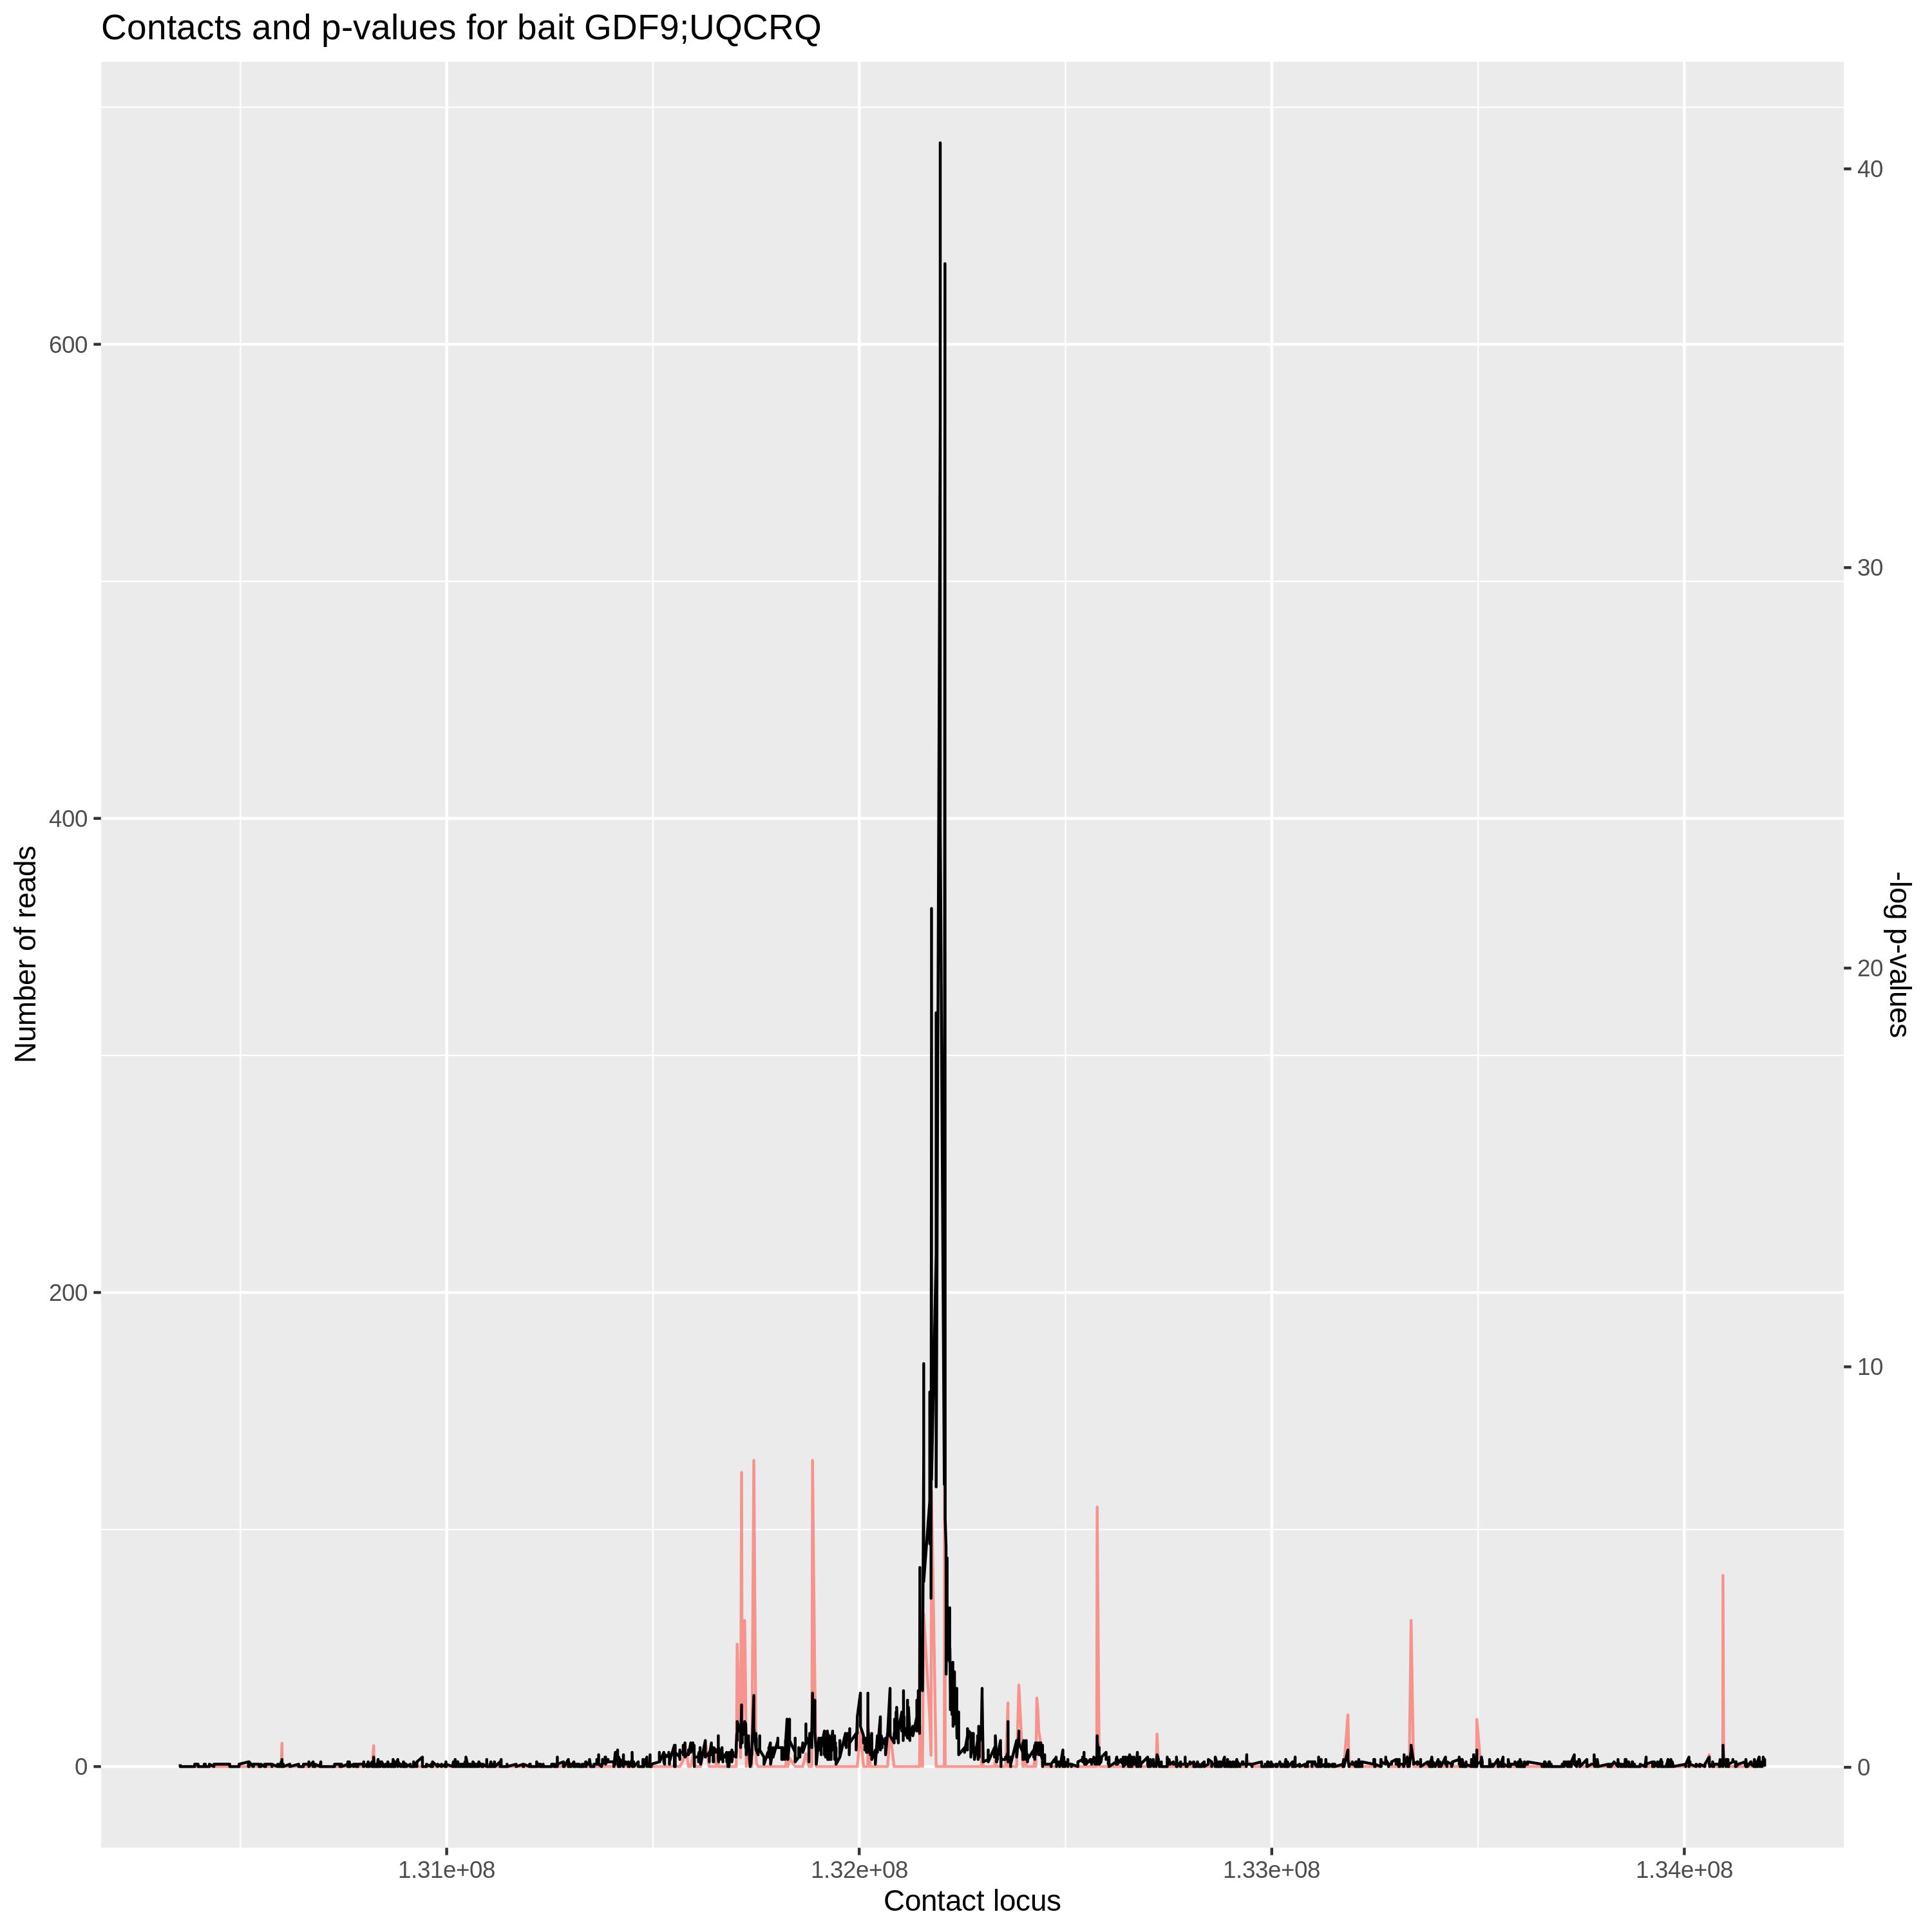 Contacts and p-values for bait GDF9;UQCRQ
600
400
200
0
Number of reads
40
30
20
10
0
-log p-values
1.31e+08
1.32e+08
1.33e+08
1.34e+08
Contact locus